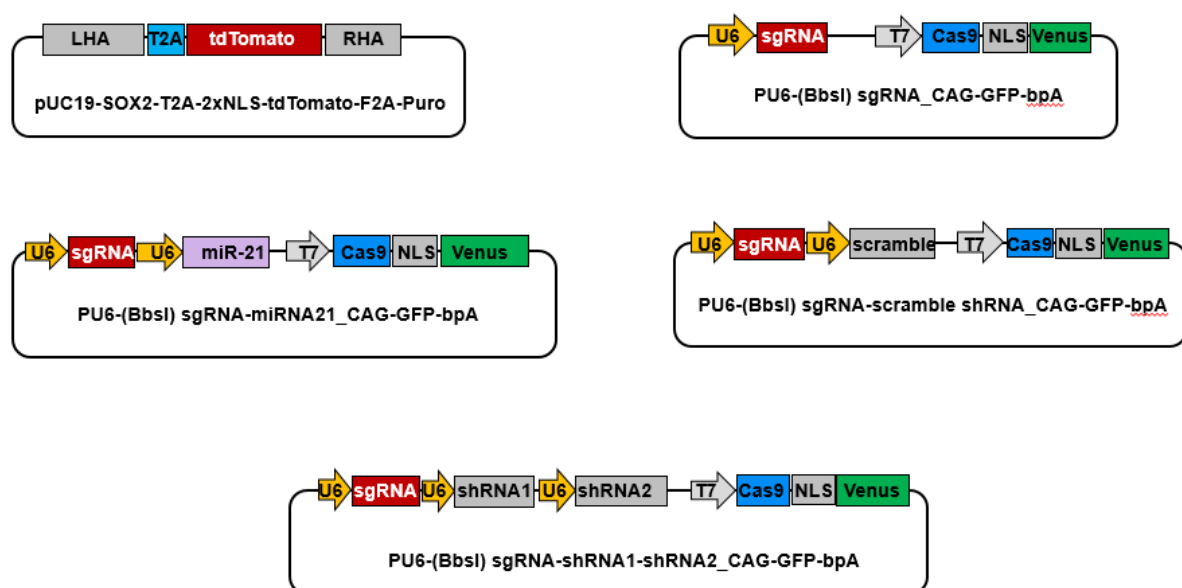 LHA T2A tdTomato RHA
pUC19-SOX2-T2A-2xNLS-tdTomato-F2A-Puro
U6 sgRNA T7 Cas9 NLS Venus
PU6-(BbsI) sgRNA_CAG-GFP-bpA
U6 sgRNA U6 miR-21 T7 Cas9 NLS Venus
PU6-(BbsI) sgRNA-miRNA21_CAG-GFP-bpA
U6 sgRNA U6 scramble T7 Cas9 NLS Venus
PU6-(BbsI) sgRNA-scramble shRNA_CAG-GFP-bpA
U6 sgRNA U6 shRNA1 U6 shRNA2 T7 Cas9 NLS Venus
PU6-(BbsI) sgRNA-shRNA1-shRNA2_CAG-GFP-bpA